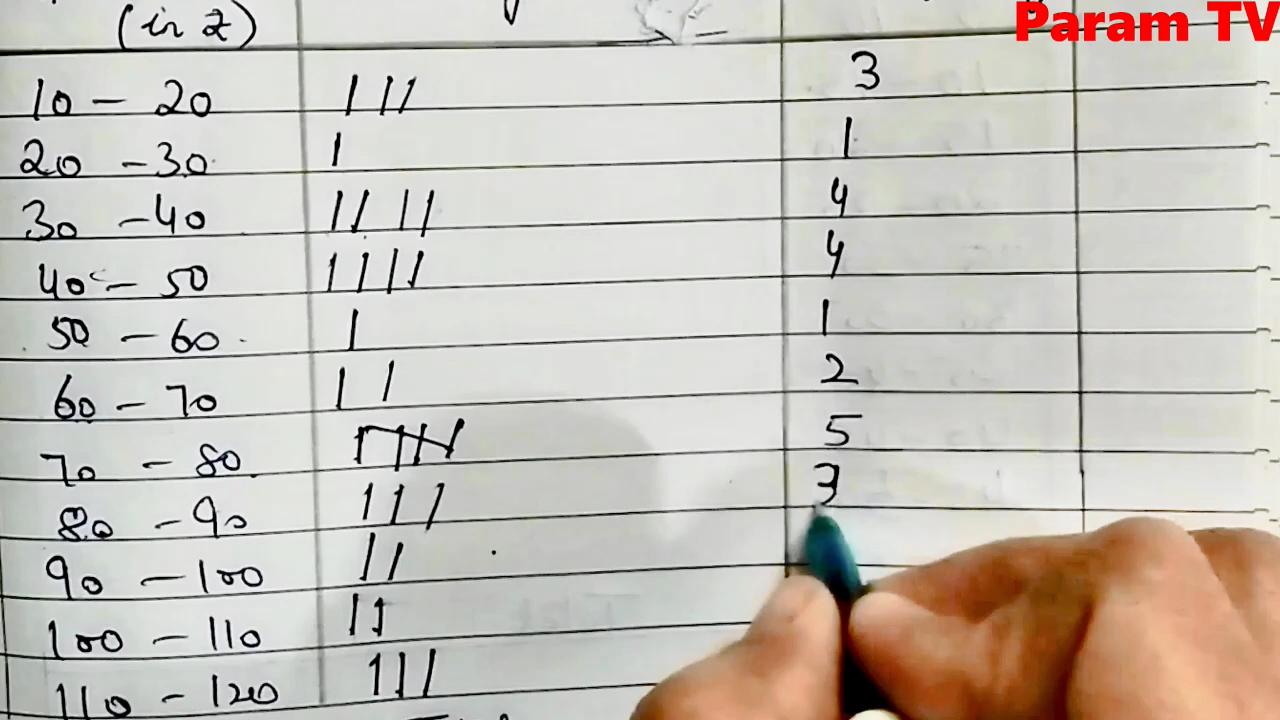 Param TV
(in ₹)
10 - 20 ||| 3
20 - 30 | 1
30 - 40 |||| 4
40 - 50 |||| 4
50 - 60 | 1
60 - 70 || 2
70 - 80 𝍸 5
80 - 90 ||| 3
90 - 100 ||
100 - 110 ||
110 - 120 |||